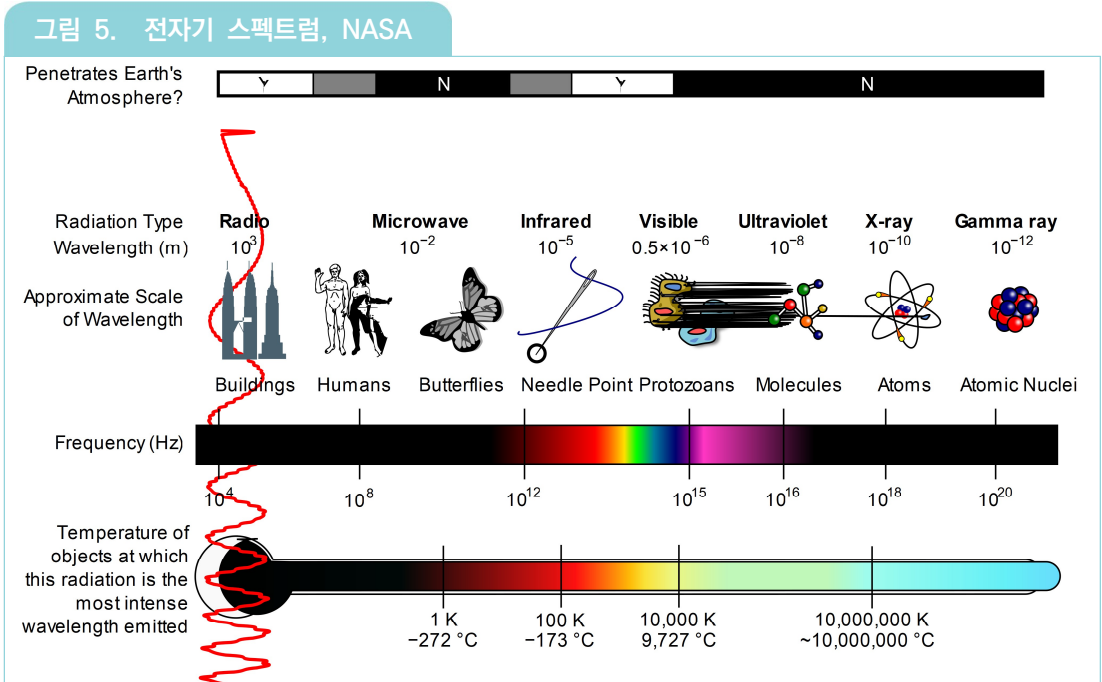 그림 5. 전자기 스펙트럼, NASA
Penetrates Earth's
Atmosphere?
Y N Y N
Radiation Type
Radio Microwave Infrared Visible Ultraviolet X-ray Gamma ray
Wavelength (m)
10³ 10⁻² 10⁻⁵ 0.5×10⁻⁶ 10⁻⁸ 10⁻¹⁰ 10⁻¹²
Approximate Scale
of Wavelength
Buildings Humans Butterflies Needle Point Protozoans Molecules Atoms Atomic Nuclei
Frequency (Hz)
10⁴ 10⁸ 10¹² 10¹⁵ 10¹⁶ 10¹⁸ 10²⁰
Temperature of
objects at which
this radiation is the
most intense
wavelength emitted
1 K 100 K 10,000 K 10,000,000 K
−272 °C −173 °C 9,727 °C ~10,000,000 °C